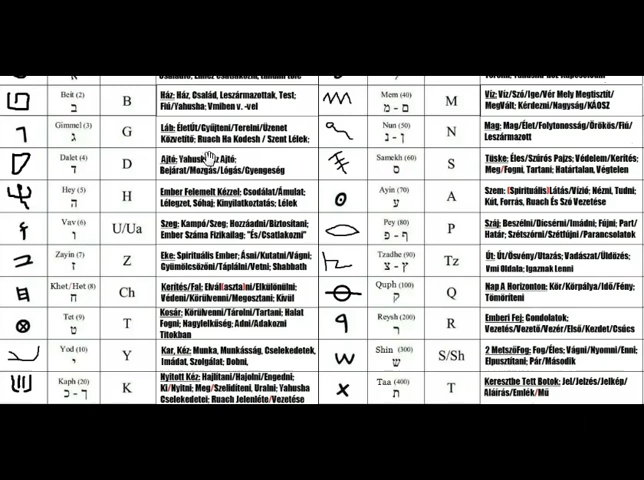 Beit (2)
ב
B
Ház; Ház, Család, Leszármazottak, Test;
Fiú/Yahusha; Vmiben v. -vel
Gimmel (3)
ג
G
Láb; ÉletÚt/Gyűjteni/Terelni/Üzenet
Közvetítő; Ruach Ha Kodesh / Szent Lélek;
Dalet (4)
ד
D
Ajtó; Ajtó;
Bejárat/Mozgás/Lógás/Gyengeség
Hey (5)
ה
H
Ember Felemelt Kézzel; Csodálat/Ámulat;
Lélegzet, Sóhaj; Kinyilatkoztatás; Lélek
Vav (6)
ו
U/Ua
Szeg; Kampó/Szeg; Hozzáadni/Biztosítani;
Ember Száma Fizikailag; "És/Csatlakozni"
Zayin (7)
ז
Z
Eke; Spirituális Ember; Ásni/Kutatni/Vágni;
Gyümölcsözöni/Táplálni/Vetni; Shabbath
Khet/Het (8)
ח
Ch
Kerítés/Fal; Elválasztani/Elkülönülni;
Védeni/Körülvenni/Megosztani; Kívül
Tet (9)
ט
T
Kosár; Körülvenni/Tárolni/Tartani; Halat
Fogni; Nagylelkűség; Adni/Adakozni
Titokban
Yod (10)
י
Y
Kar, Kéz; Munka, Munkásság, Cselekedetek,
Imádat, Szolgálat; Dobni,
Kaph (20)
כ - ך
K
Nyitott Kéz; Hajlítani/Hajolni/Engedni;
Ki/Nyitni; Meg/Szelídíteni, Uralni; Yahusha
Cselekedetei; Ruach Jelenléte/Vezetése
Mem (40)
מ - ם
M
Víz; Víz/Szó/Ige/Vér Mely Megtisztít/
MegVált; Kérdezni/Nagyság/KÁOSZ
Nun (50)
נ - ן
N
Mag; Mag/Élet/Folytonosság/Örökös/Fiú/
Leszármazott
Samekh (60)
ס
S
Tüske; Éles/Szúrós Pajzs; Védelem/Kerítés;
Meg/Fogni, Tartani; Határtalan, Végtelen
Ayin (70)
ע
A
Szem; (Spirituális)Látás/Vízió; Nézni, Tudni;
Kút, Forrás, Ruach És Szó Vezetése
Pey (80)
פ - ף
P
Száj; Beszélni/Dicsérni/Imádni; Fújni; Part/
Határ; Szétszórni/Szétfújni/Parancsolatok
Tzadhe (90)
צ - ץ
Tz
Út; Út/Ösvény/Utazás; Vadászat/Üldözés;
Vmi Oldala; Igaznak Lenni
Quph (100)
ק
Q
Nap A Horizonton; Kör/Körpálya/Idő/Fény;
Tömöríteni
Reysh (200)
ר
R
Emberi Fej; Gondolatok;
Vezetés/Vezető/Vezér/Első/Kezdet/Csúcs
Shin (300)
ש
S/Sh
2 MetszőFog; Fog/Éles; Vágni/Nyomni/Enni;
Elpusztítani; Pár/Második
Taa (400)
ת
T
Keresztbe Tett Botok; Jel/Jelzés/Jelkép/
Aláírás/Emlék/Mű